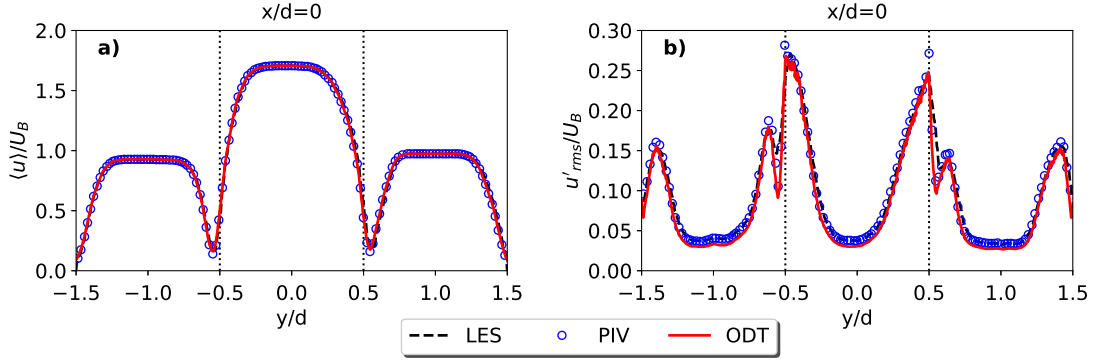 x/d=0
a)
2.0
1.5
1.0
0.5
0.0
⟨u⟩/U_B
−1.5 −1.0 −0.5 0.0 0.5 1.0 1.5
y/d
x/d=0
b)
0.30
0.25
0.20
0.15
0.10
0.05
0.00
u′_rms/U_B
−1.5 −1.0 −0.5 0.0 0.5 1.0 1.5
y/d
LES PIV ODT